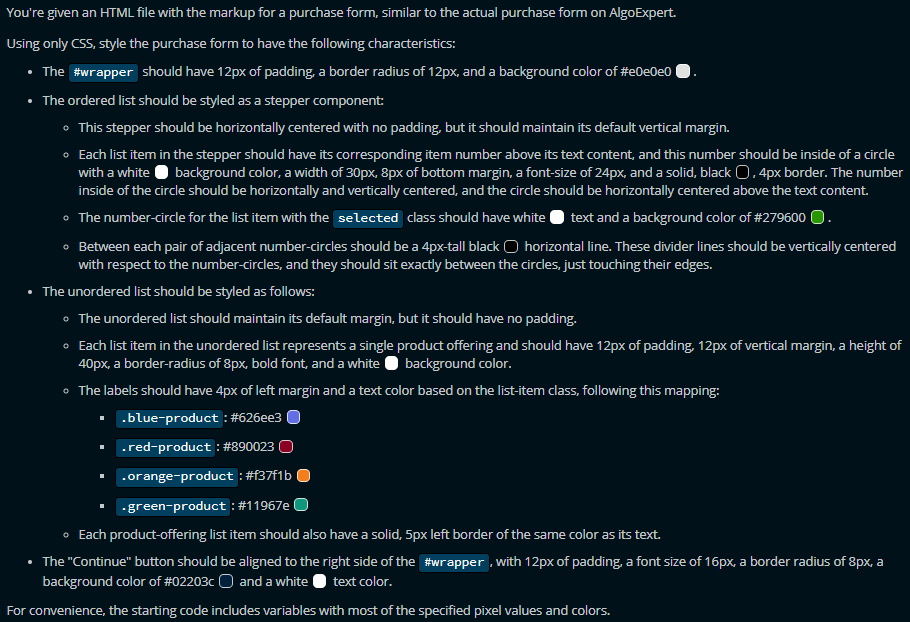 You're given an HTML file with the markup for a purchase form, similar to the actual purchase form on AlgoExpert.
Using only CSS, style the purchase form to have the following characteristics:
• The #wrapper should have 12px of padding, a border radius of 12px, and a background color of #e0e0e0 .
• The ordered list should be styled as a stepper component:
◦ This stepper should be horizontally centered with no padding, but it should maintain its default vertical margin.
◦ Each list item in the stepper should have its corresponding item number above its text content, and this number should be inside of a circle
with a white background color, a width of 30px, 8px of bottom margin, a font-size of 24px, and a solid, black , 4px border. The number
inside of the circle should be horizontally and vertically centered, and the circle should be horizontally centered above the text content.
◦ The number-circle for the list item with the selected class should have white text and a background color of #279600 .
◦ Between each pair of adjacent number-circles should be a 4px-tall black horizontal line. These divider lines should be vertically centered
with respect to the number-circles, and they should sit exactly between the circles, just touching their edges.
• The unordered list should be styled as follows:
◦ The unordered list should maintain its default margin, but it should have no padding.
◦ Each list item in the unordered list represents a single product offering and should have 12px of padding, 12px of vertical margin, a height of
40px, a border-radius of 8px, bold font, and a white background color.
◦ The labels should have 4px of left margin and a text color based on the list-item class, following this mapping:
▪ .blue-product : #626ee3
▪ .red-product : #890023
▪ .orange-product : #f37f1b
▪ .green-product : #11967e
◦ Each product-offering list item should also have a solid, 5px left border of the same color as its text.
• The "Continue" button should be aligned to the right side of the #wrapper , with 12px of padding, a font size of 16px, a border radius of 8px, a
background color of #02203c and a white text color.
For convenience, the starting code includes variables with most of the specified pixel values and colors.